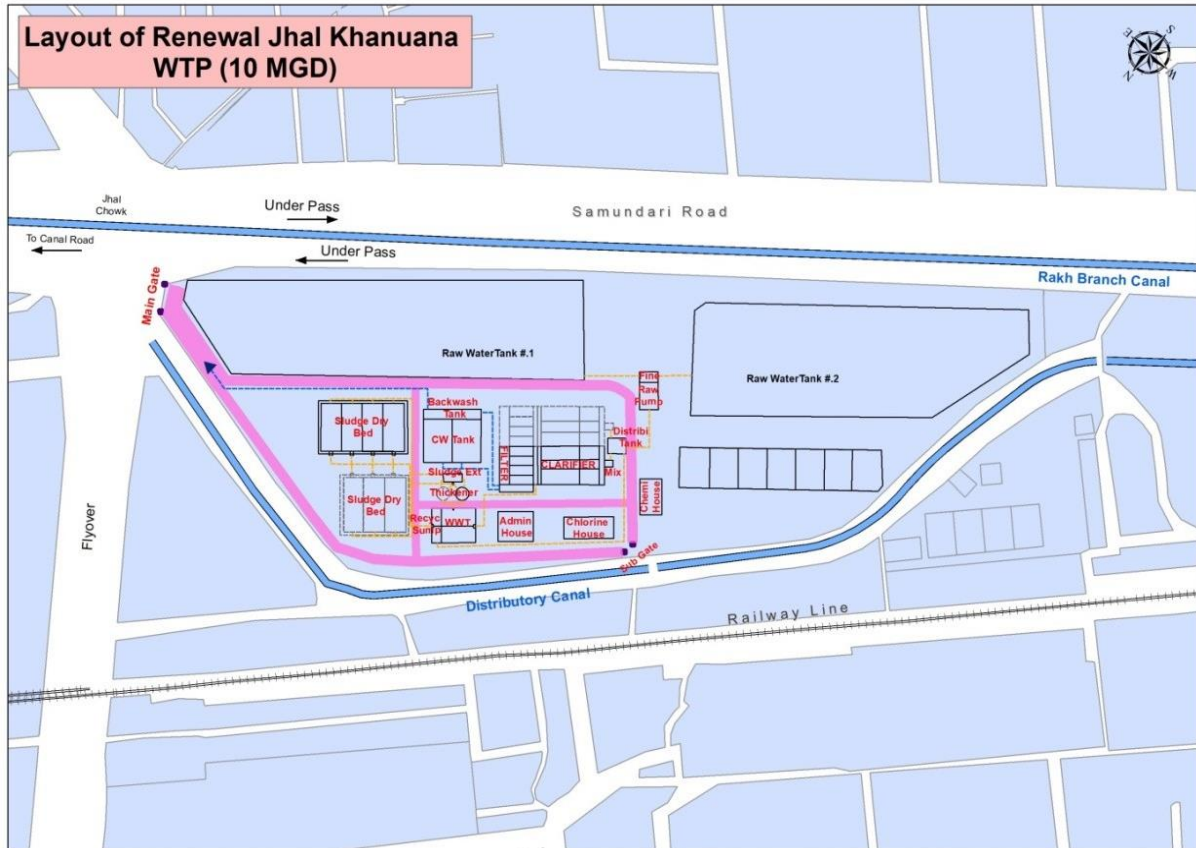 Layout of Renewal Jhal Khanuana
WTP (10 MGD)
S
E
W
N
Jhal
Chowk
Under Pass
Samundari Road
To Canal Road
Under Pass
Rakh Branch Canal
Main Gate
Raw WaterTank #.1
Raw WaterTank #.2
Fine
Raw
Pump
Backwash
Tank
Sludge Dry
Bed
CW Tank
Distribi
Tank
FILTER
CLARIFIER
Mix
Sludge Ext
Thickener
Chemi
House
Sludge Dry
Bed
Recyc
Sump
WWT
Admin
House
Chlorine
House
Sub Gate
Flyover
Distributory Canal
Railway Line